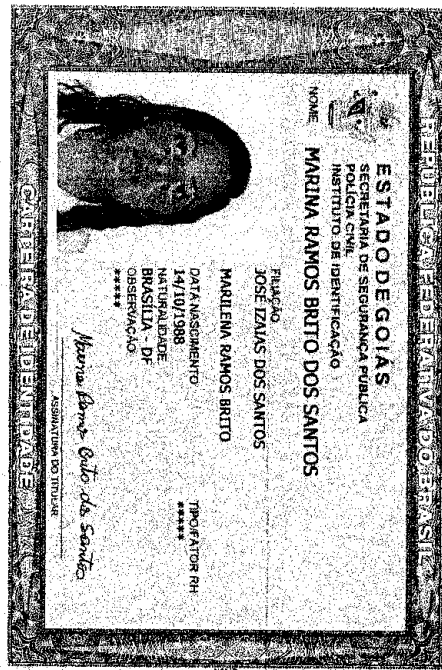 REPÚBLICA FEDERATIVA DO BRASIL
ESTADO DE GOIÁS
SECRETARIA DE SEGURANÇA PÚBLICA
POLÍCIA CIVIL
INSTITUTO DE IDENTIFICAÇÃO
NOME
MARINA RAMOS BRITO DOS SANTOS
FILIAÇÃO
JOSÉ IZAIAS DOS SANTOS
MARILENA RAMOS BRITO
DATA NASCIMENTO TIPO/FATOR RH
14/10/1988 *****
NATURALIDADE
BRASÍLIA - DF
OBSERVAÇÃO
*****
Marina Ramos Brito dos Santos
ASSINATURA DO TITULAR
CARTEIRA DE IDENTIDADE